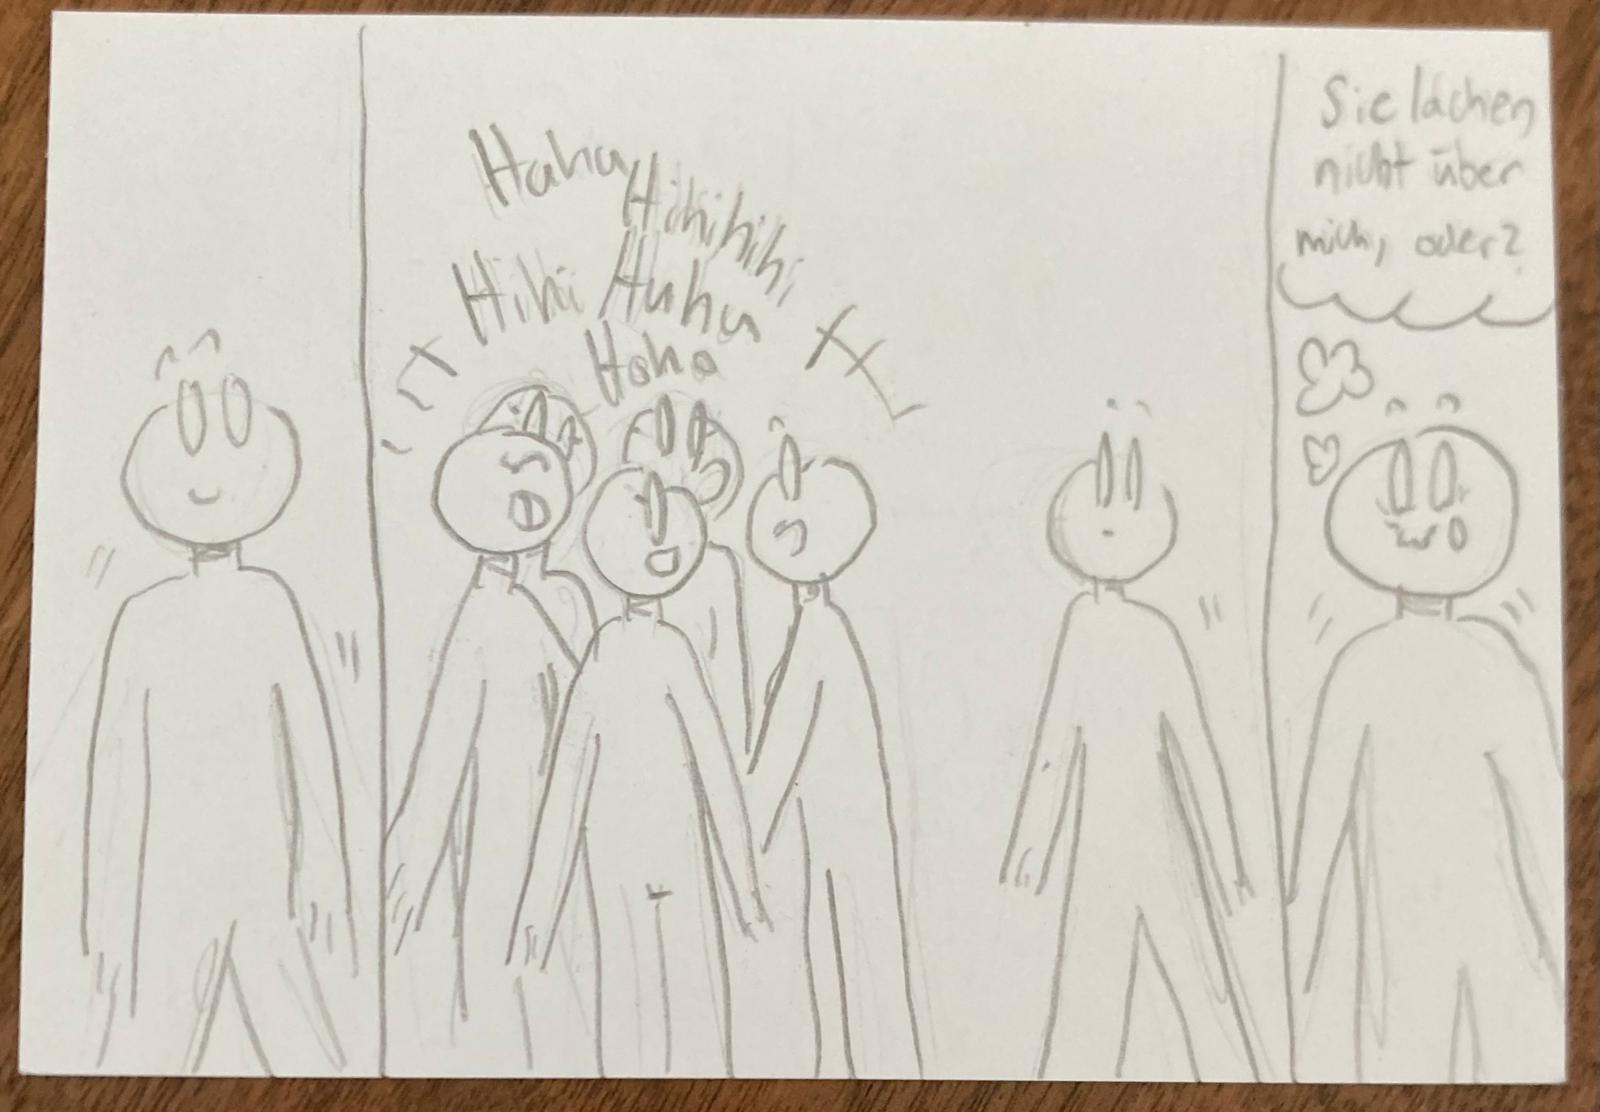 Haha
Hihihihi
Hihi Huhu
Hoho
Sie lachen
nicht über
mich, oder?